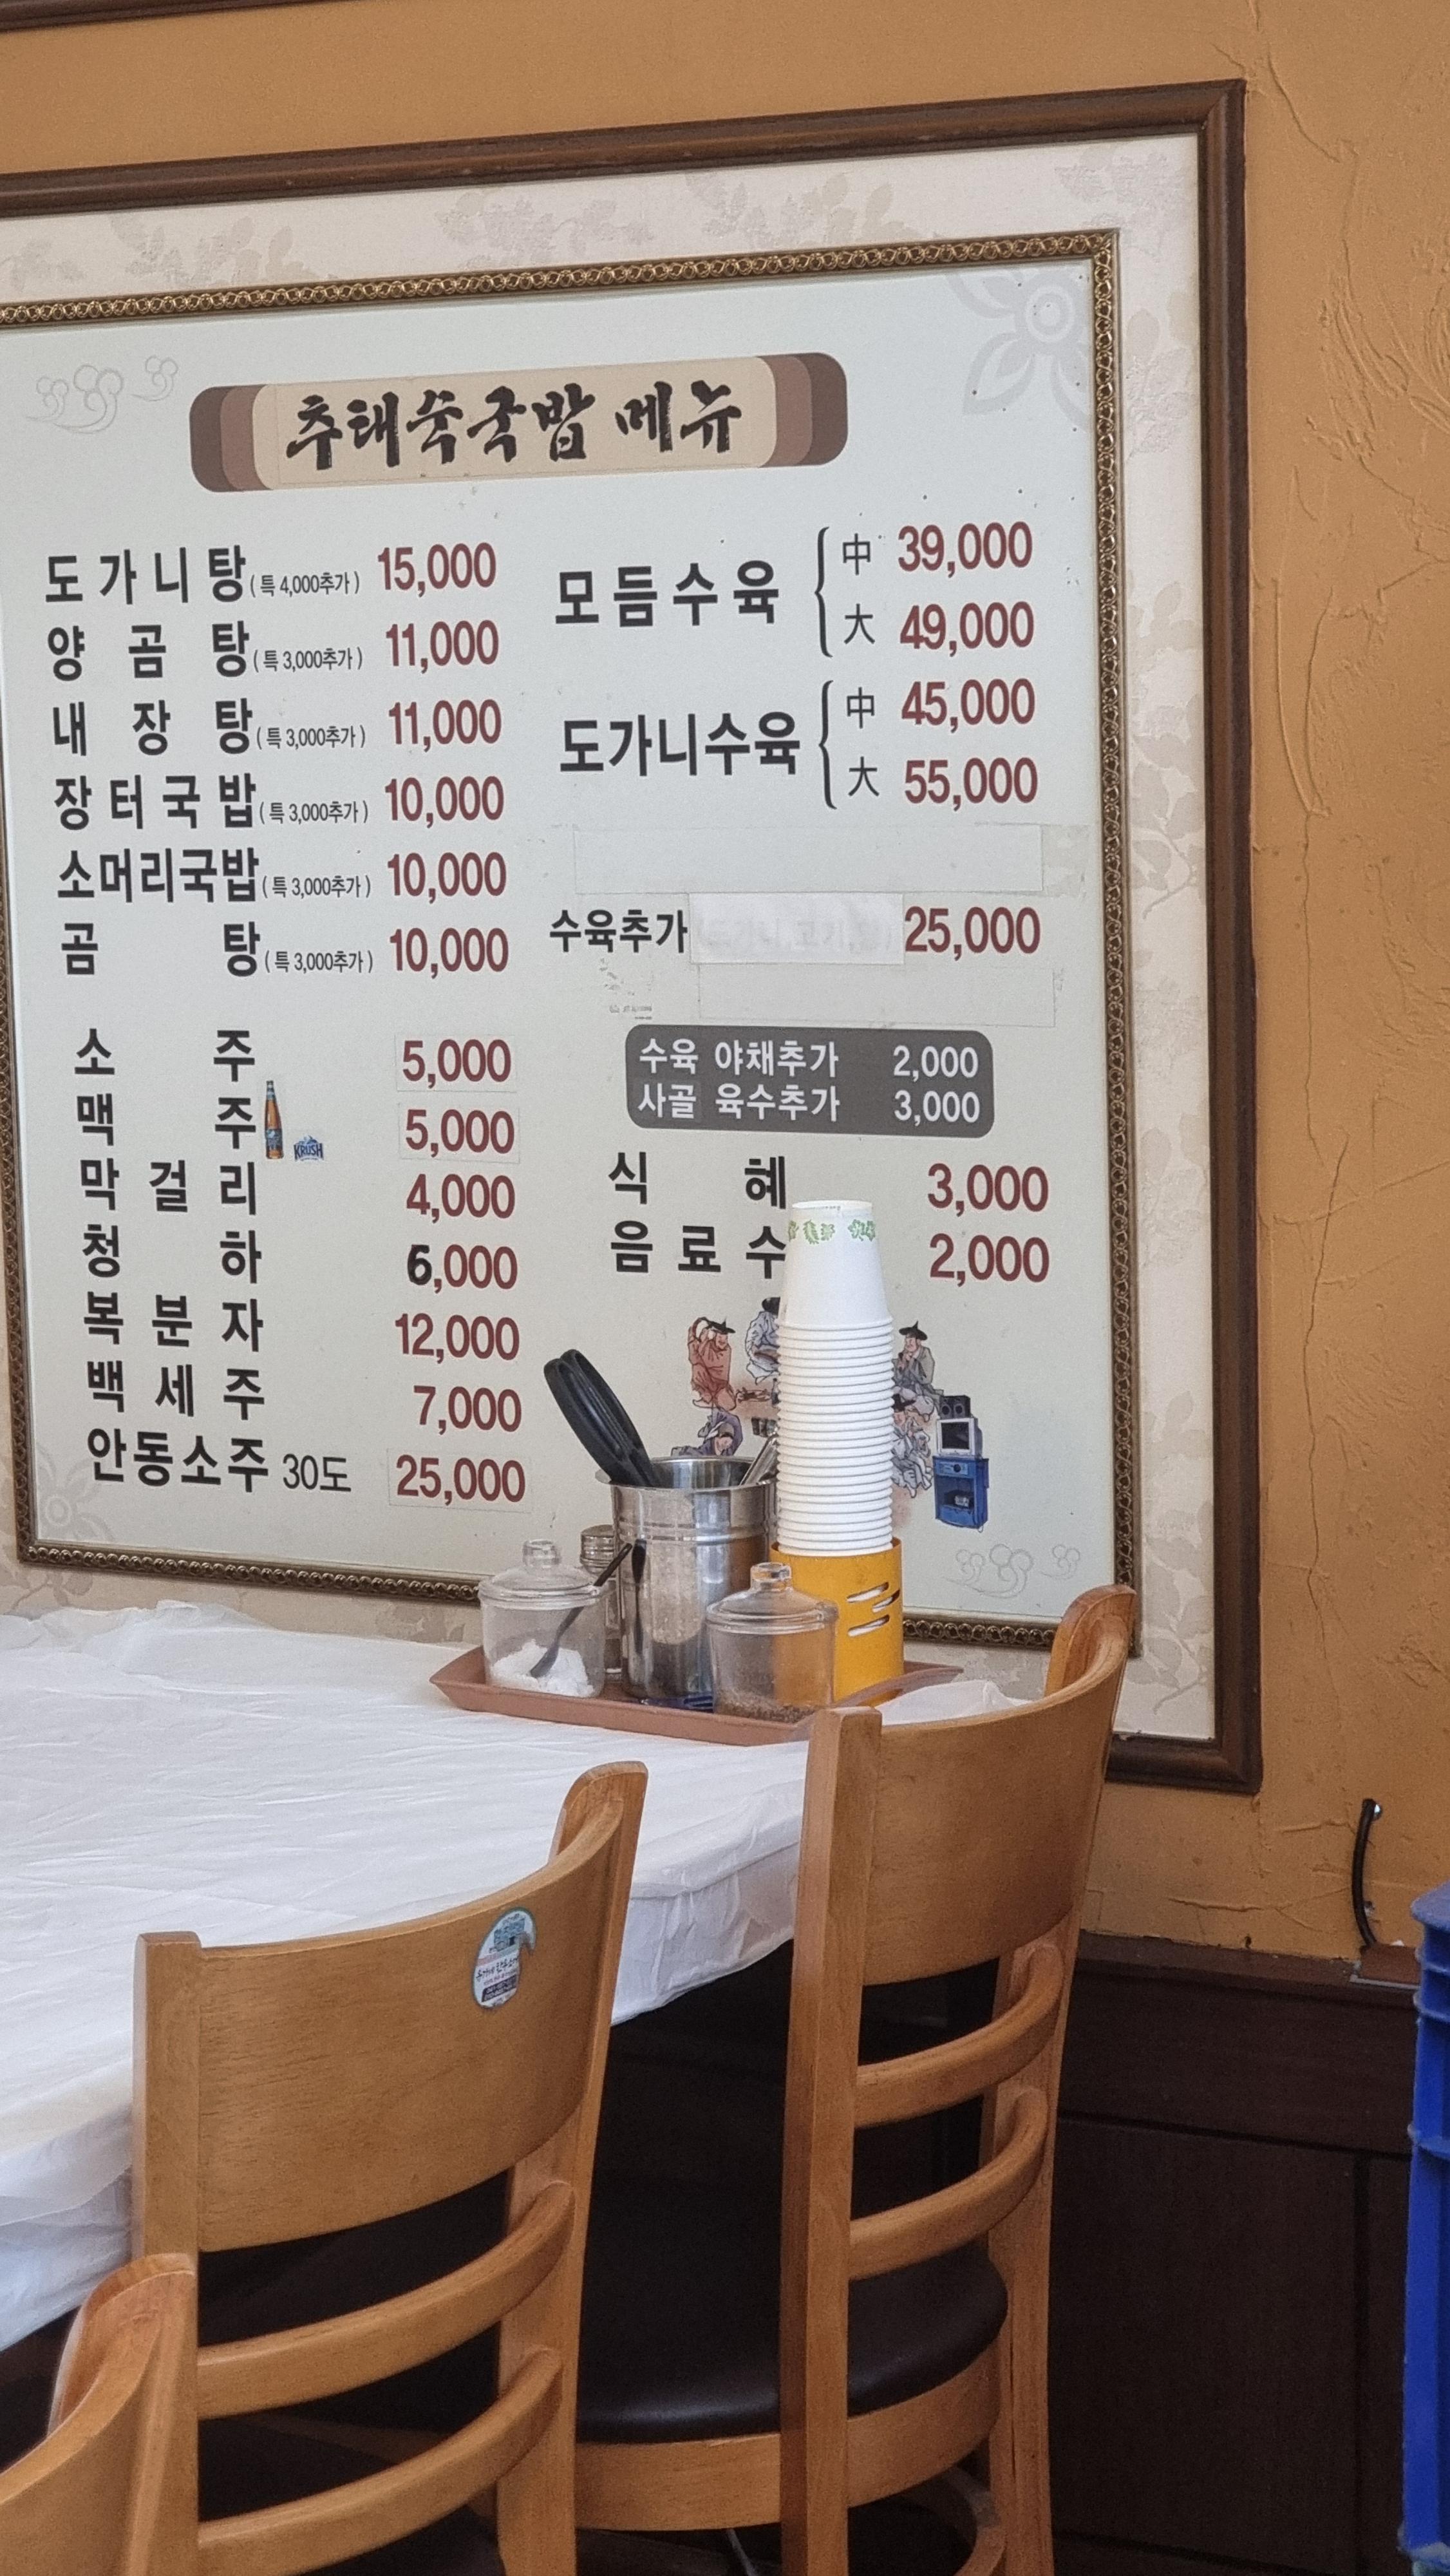 추태숙국밥 메뉴
도가니탕(특 4,000추가) 15,000
양곰탕(특 3,000추가) 11,000
내장탕(특 3,000추가) 11,000
장터국밥(특 3,000추가) 10,000
소머리국밥(특 3,000추가) 10,000
곰탕(특 3,000추가) 10,000
소주 5,000
맥주 KRUSH 5,000
막걸리 4,000
청하 6,000
복분자 12,000
백세주 7,000
안동소주 30도 25,000
모듬수육 中 39,000
大 49,000
도가니수육 中 45,000
大 55,000
수육추가 25,000
수육 야채추가 2,000
사골 육수추가 3,000
식혜 3,000
음료수 2,000